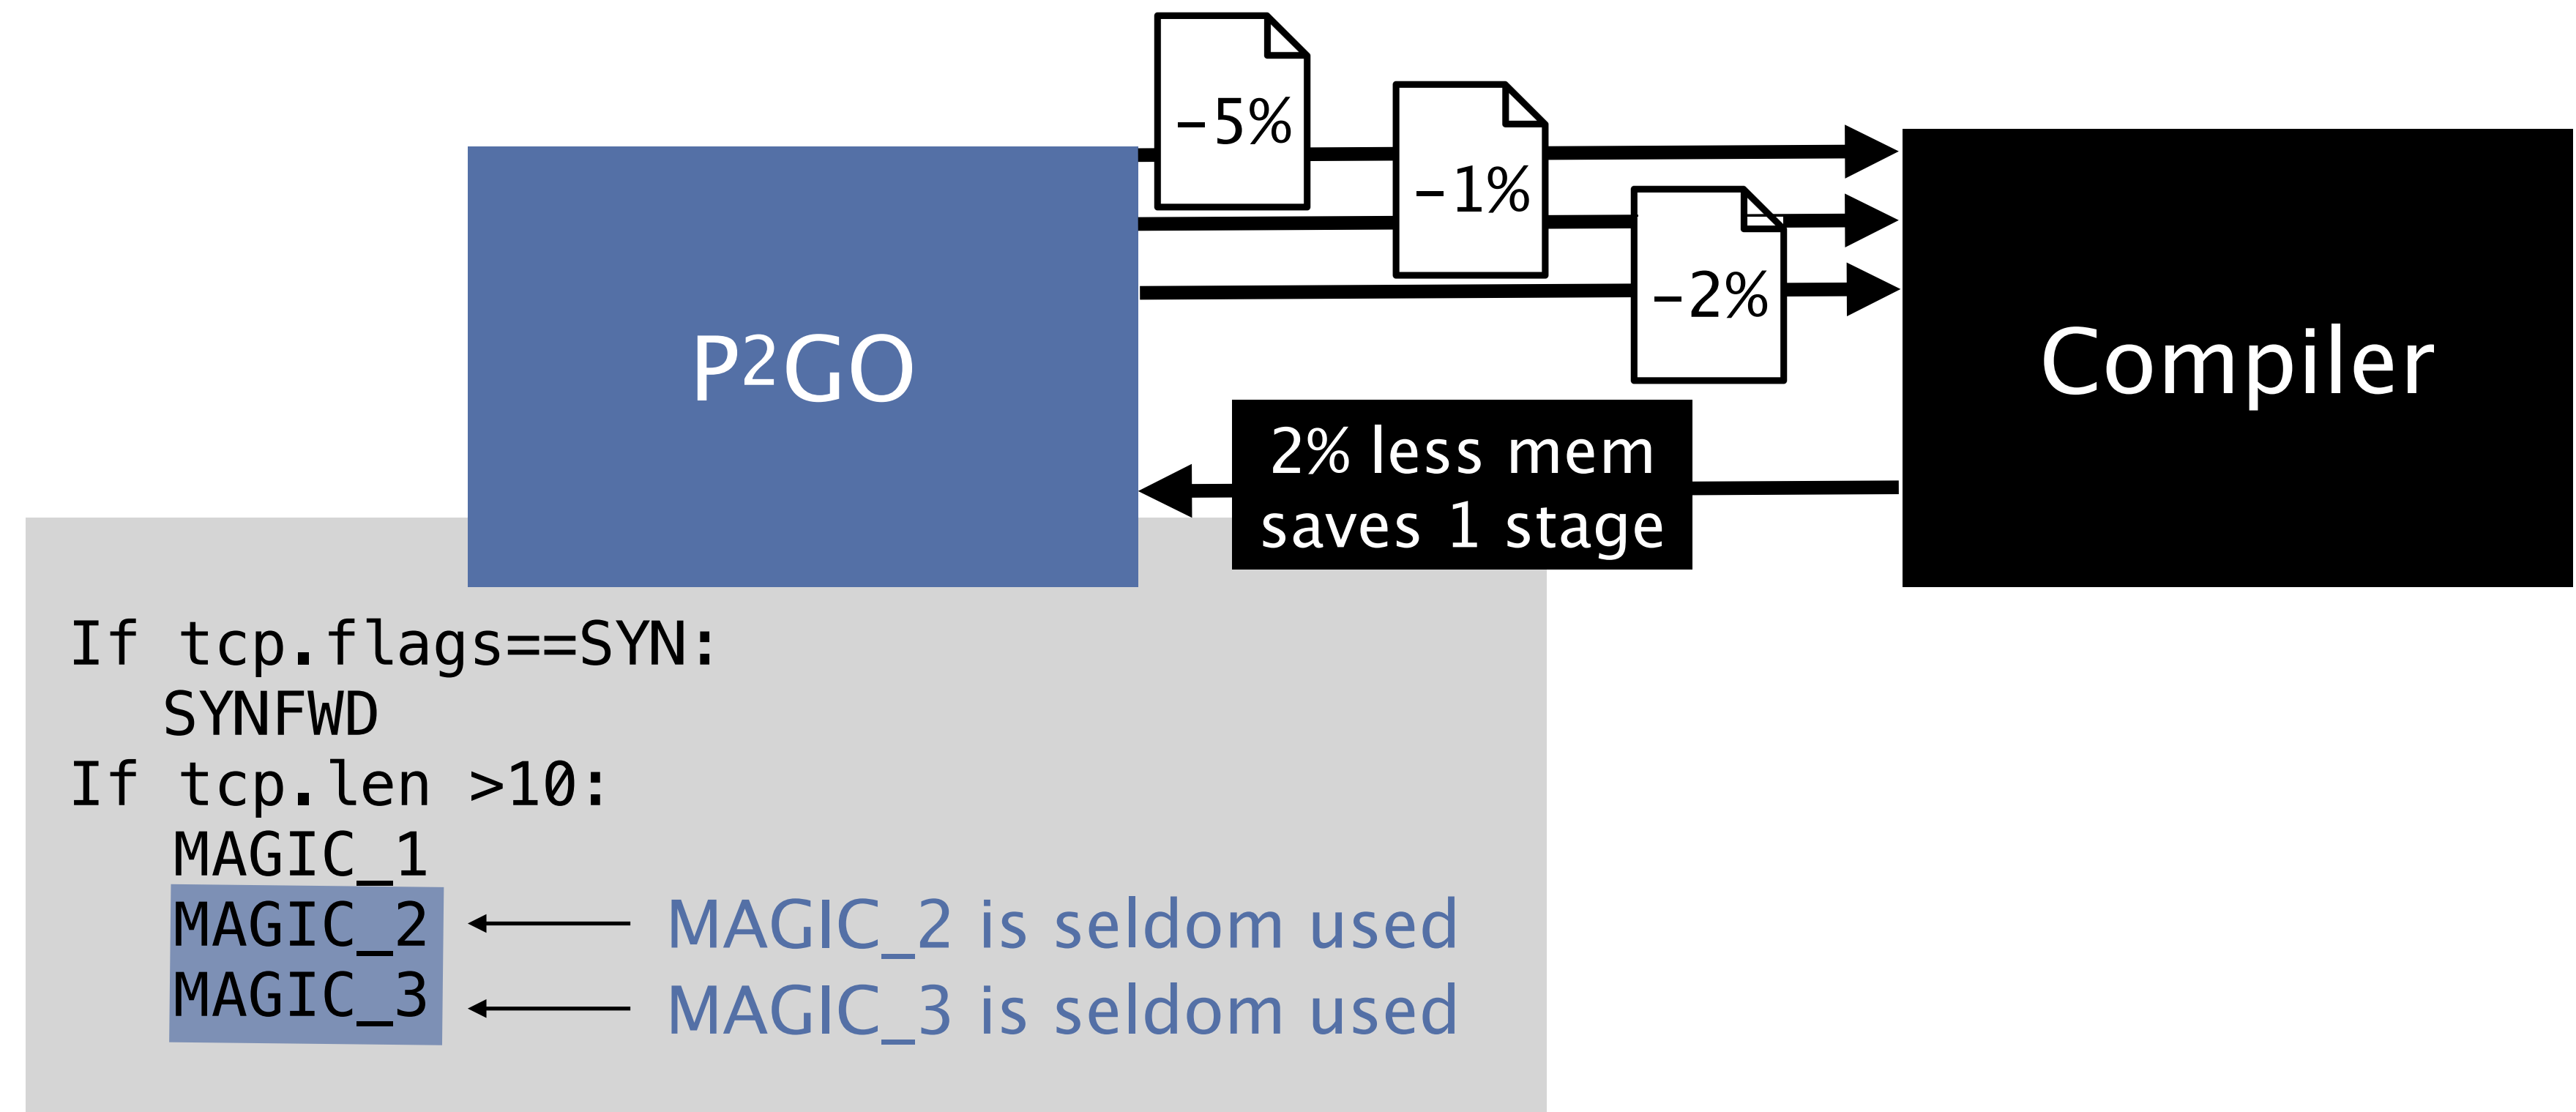 -5%
-1%
-2%
P²GO
Compiler
2% less mem
saves 1 stage
If tcp.flags==SYN:
SYNFWD
If tcp.len >10:
MAGIC_1
MAGIC_2
MAGIC_2 is seldom used
MAGIC_3
MAGIC_3 is seldom used